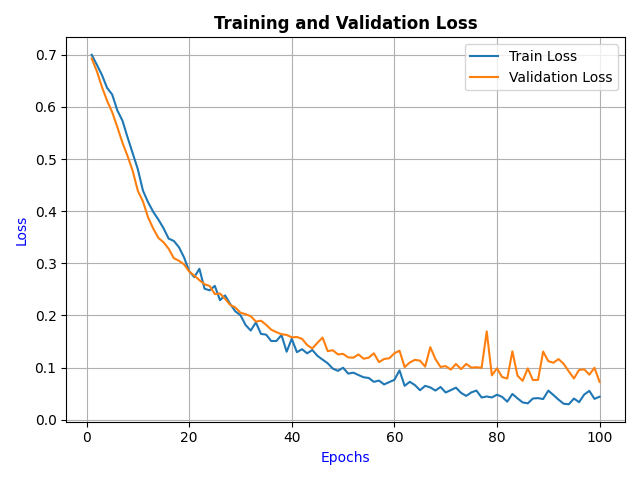 Training and Validation Loss
Train Loss
Validation Loss
0.7
0.6
0.5
0.4
0.3
0.2
0.1
0.0
Loss
0 20 40 60 80 100
Epochs